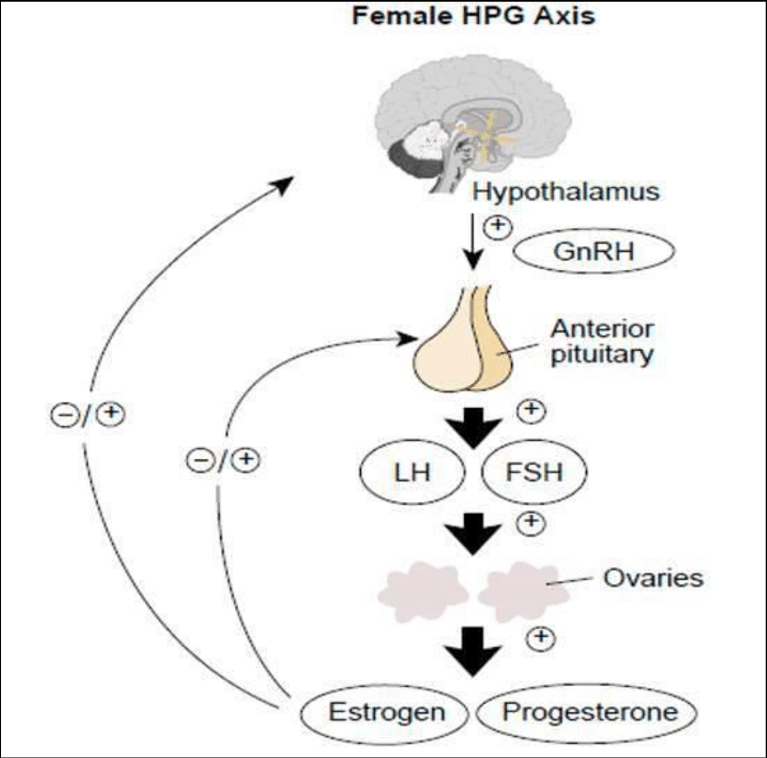 Female HPG Axis
Hypothalamus
+
GnRH
Anterior
pituitary
+
−/+
−/+
LH
FSH
+
Ovaries
+
Estrogen
Progesterone